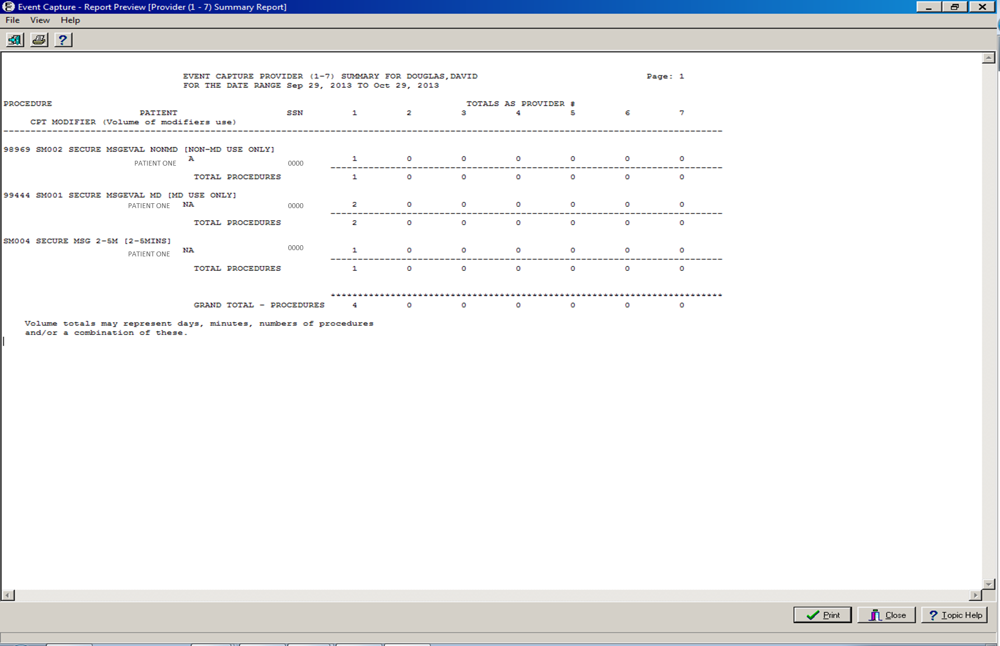 Event Capture - Report Preview [Provider (1 - 7) Summary Report]
File View Help
EVENT CAPTURE PROVIDER (1-7) SUMMARY FOR DOUGLAS,DAVID Page: 1
FOR THE DATE RANGE Sep 29, 2013 TO Oct 29, 2013
PROCEDURE TOTALS AS PROVIDER #
PATIENT SSN 1 2 3 4 5 6 7
CPT MODIFIER (Volume of modifiers use)
98969 SM002 SECURE MSGEVAL NONMD [NON-MD USE ONLY]
PATIENT ONE A 0000 1 0 0 0 0 0 0
TOTAL PROCEDURES 1 0 0 0 0 0 0
99444 SM001 SECURE MSGEVAL MD [MD USE ONLY]
PATIENT ONE NA 0000 2 0 0 0 0 0 0
TOTAL PROCEDURES 2 0 0 0 0 0 0
SM004 SECURE MSG 2-5M [2-5MINS]
PATIENT ONE NA 0000 1 0 0 0 0 0 0
TOTAL PROCEDURES 1 0 0 0 0 0 0
GRAND TOTAL - PROCEDURES 4 0 0 0 0 0 0
Volume totals may represent days, minutes, numbers of procedures
and/or a combination of these.
Print Close ? Topic Help